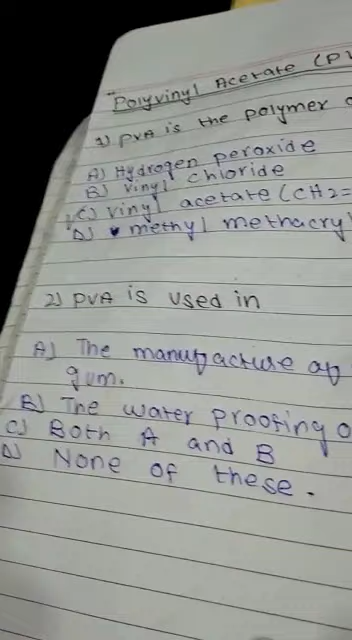 "Polyvinyl Acetate (PV
1) PVA is the polymer o
A) Hydrogen peroxide
B) Vinyl chloride
C) Vinyl acetate (CH2=
D) methyl methacry
2) PVA is used in
A) The manufacture of
gum.
B) The water proofing o
C) Both A and B
D) None of these.